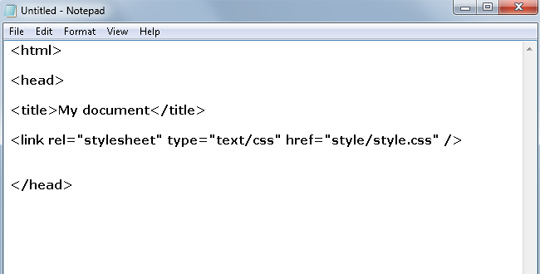 Untitled - Notepad
File Edit Format View Help
<html>
<head>
<title>My document</title>
<link rel="stylesheet" type="text/css" href="style/style.css" />
</head>